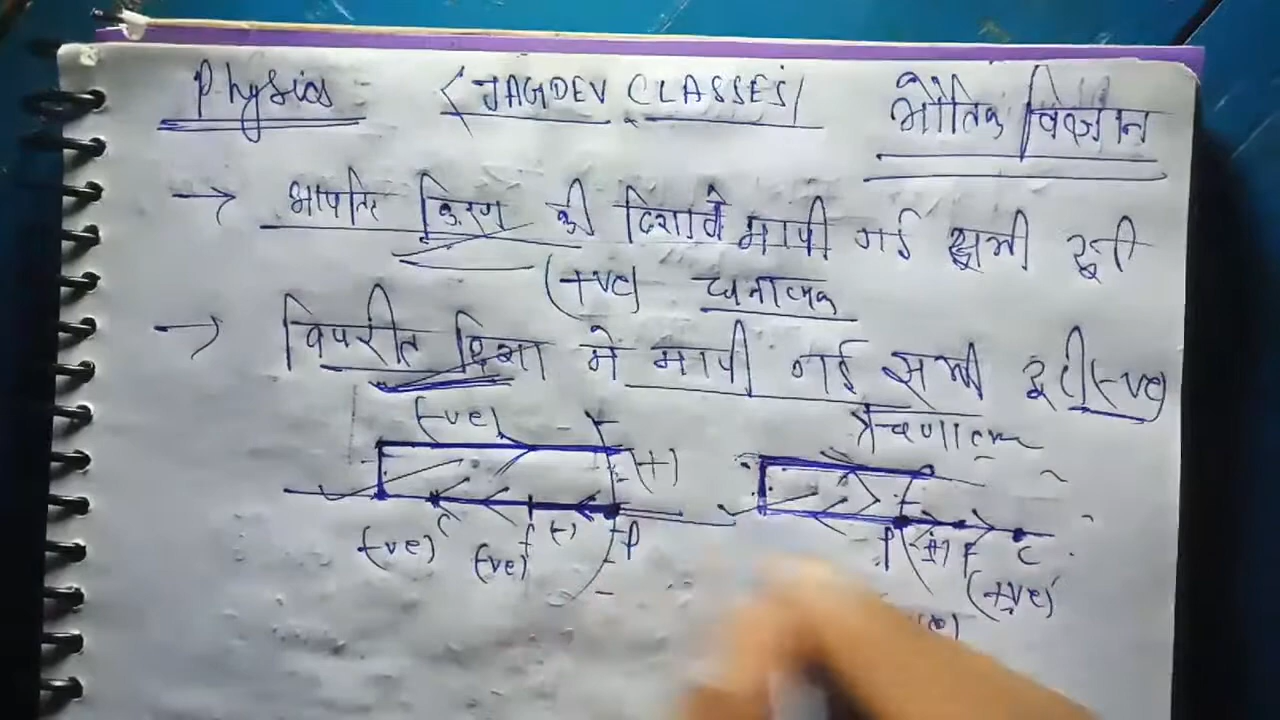 Physics <JAGDEV CLASSES/ भौतिक विज्ञान
→ आपतित किरण की दिशामे मापी गई सभी दूरी
(+ve) धनात्मक
→ विपरीत दिशा मे मापी गई सभी दूरी (-ve)
ऋणात्मक
(-ve) (+)
C F (-) P
(-ve) (-ve)
P (+) F C
(+ve)